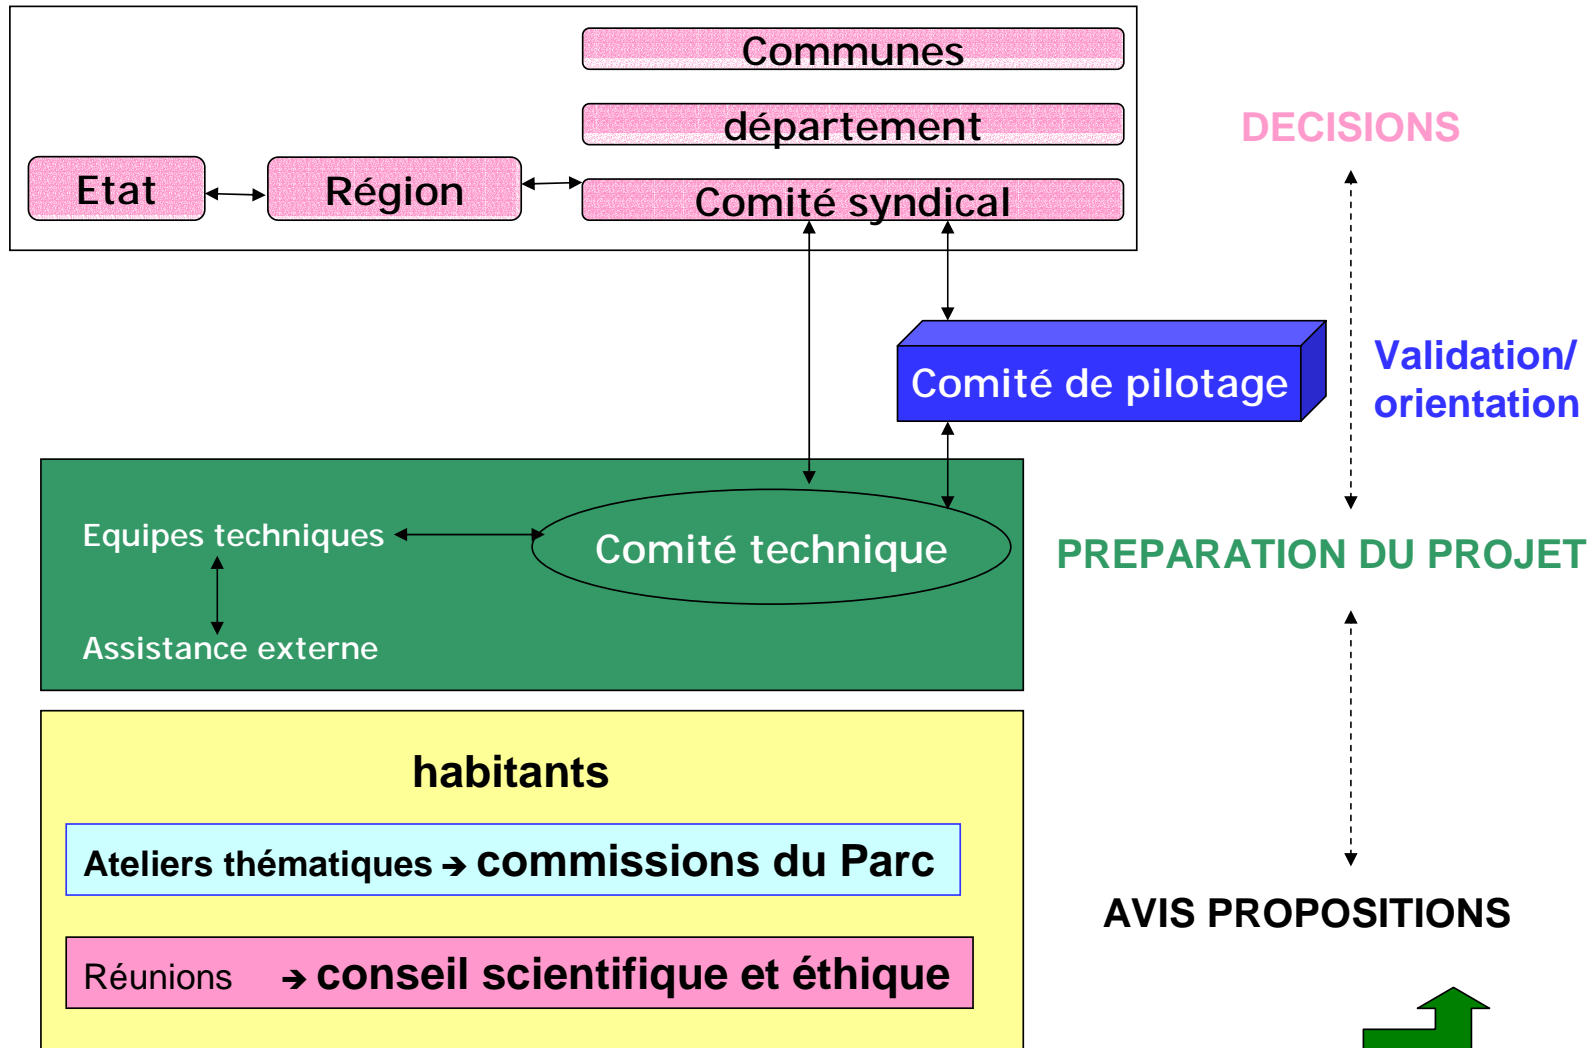 Communes
département
DECISIONS
Etat
Région
Comité syndical
Comité de pilotage
Validation/
orientation
Equipes techniques
Comité technique
PREPARATION DU PROJET
Assistance externe
habitants
Ateliers thématiques ➔ commissions du Parc
AVIS PROPOSITIONS
Réunions ➔ conseil scientifique et éthique